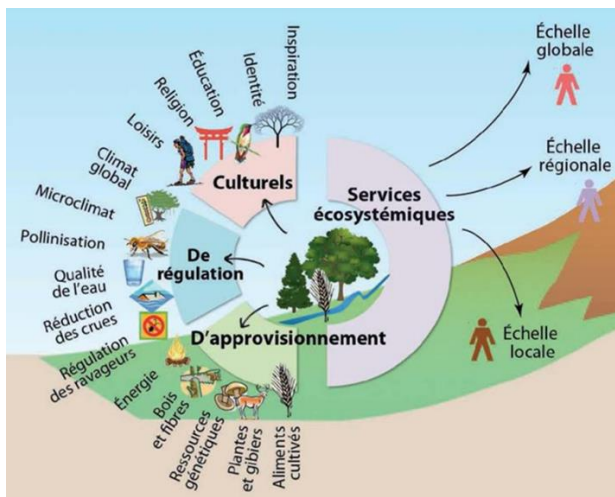 Inspiration
Identité
Éducation
Religion
Loisirs
Climat
global
Microclimat
Pollinisation
Qualité
de l'eau
Réduction
des crues
Régulation
des ravageurs
Énergie
Bois
et fibres
Ressources
génétiques
Plantes
et gibiers
Aliments
cultivés
Culturels
De
régulation
D'approvisionnement
Services
écosystémiques
Échelle
globale
Échelle
régionale
Échelle
locale